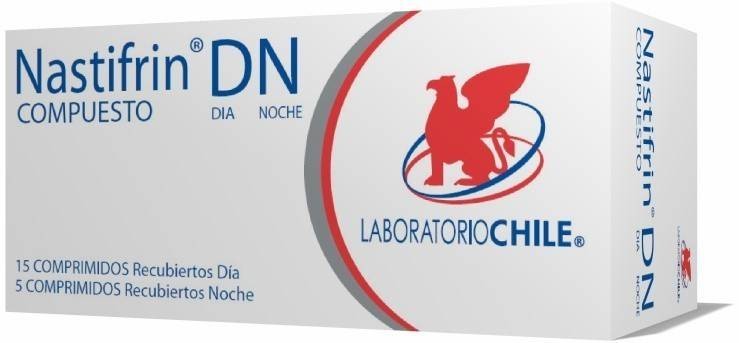 Nastifrin® DN
COMPUESTO DIA NOCHE
LABORATORIOCHILE®
15 COMPRIMIDOS Recubiertos Día
5 COMPRIMIDOS Recubiertos Noche
Nastifrin® DN
COMPUESTO DIA NOCHE
LABORATORIOCHILE